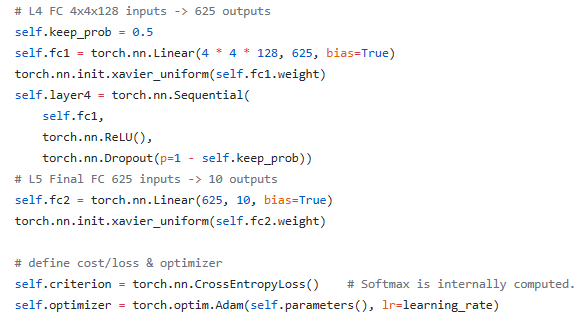 # L4 FC 4x4x128 inputs -> 625 outputs
self.keep_prob = 0.5
self.fc1 = torch.nn.Linear(4 * 4 * 128, 625, bias=True)
torch.nn.init.xavier_uniform(self.fc1.weight)
self.layer4 = torch.nn.Sequential(
    self.fc1,
    torch.nn.ReLU(),
    torch.nn.Dropout(p=1 - self.keep_prob))
# L5 Final FC 625 inputs -> 10 outputs
self.fc2 = torch.nn.Linear(625, 10, bias=True)
torch.nn.init.xavier_uniform(self.fc2.weight)

# define cost/loss & optimizer
self.criterion = torch.nn.CrossEntropyLoss()    # Softmax is internally computed.
self.optimizer = torch.optim.Adam(self.parameters(), lr=learning_rate)